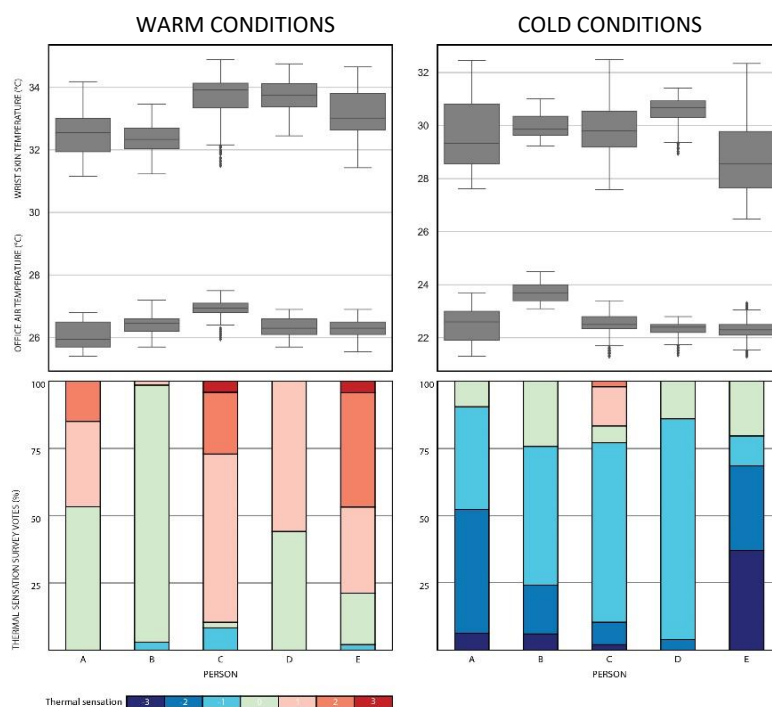 WARM CONDITIONS
COLD CONDITIONS
WRIST SKIN TEMPERATURE (°C)
OFFICE AIR TEMPERATURE (°C)
34
32
30
28
26
32
30
28
26
24
22
THERMAL SENSATION SURVEY VOTES (%)
100
75
50
25
100
75
50
25
A B C D E
PERSON
A B C D E
PERSON
Thermal sensation -3 -2 -1 1 2 3